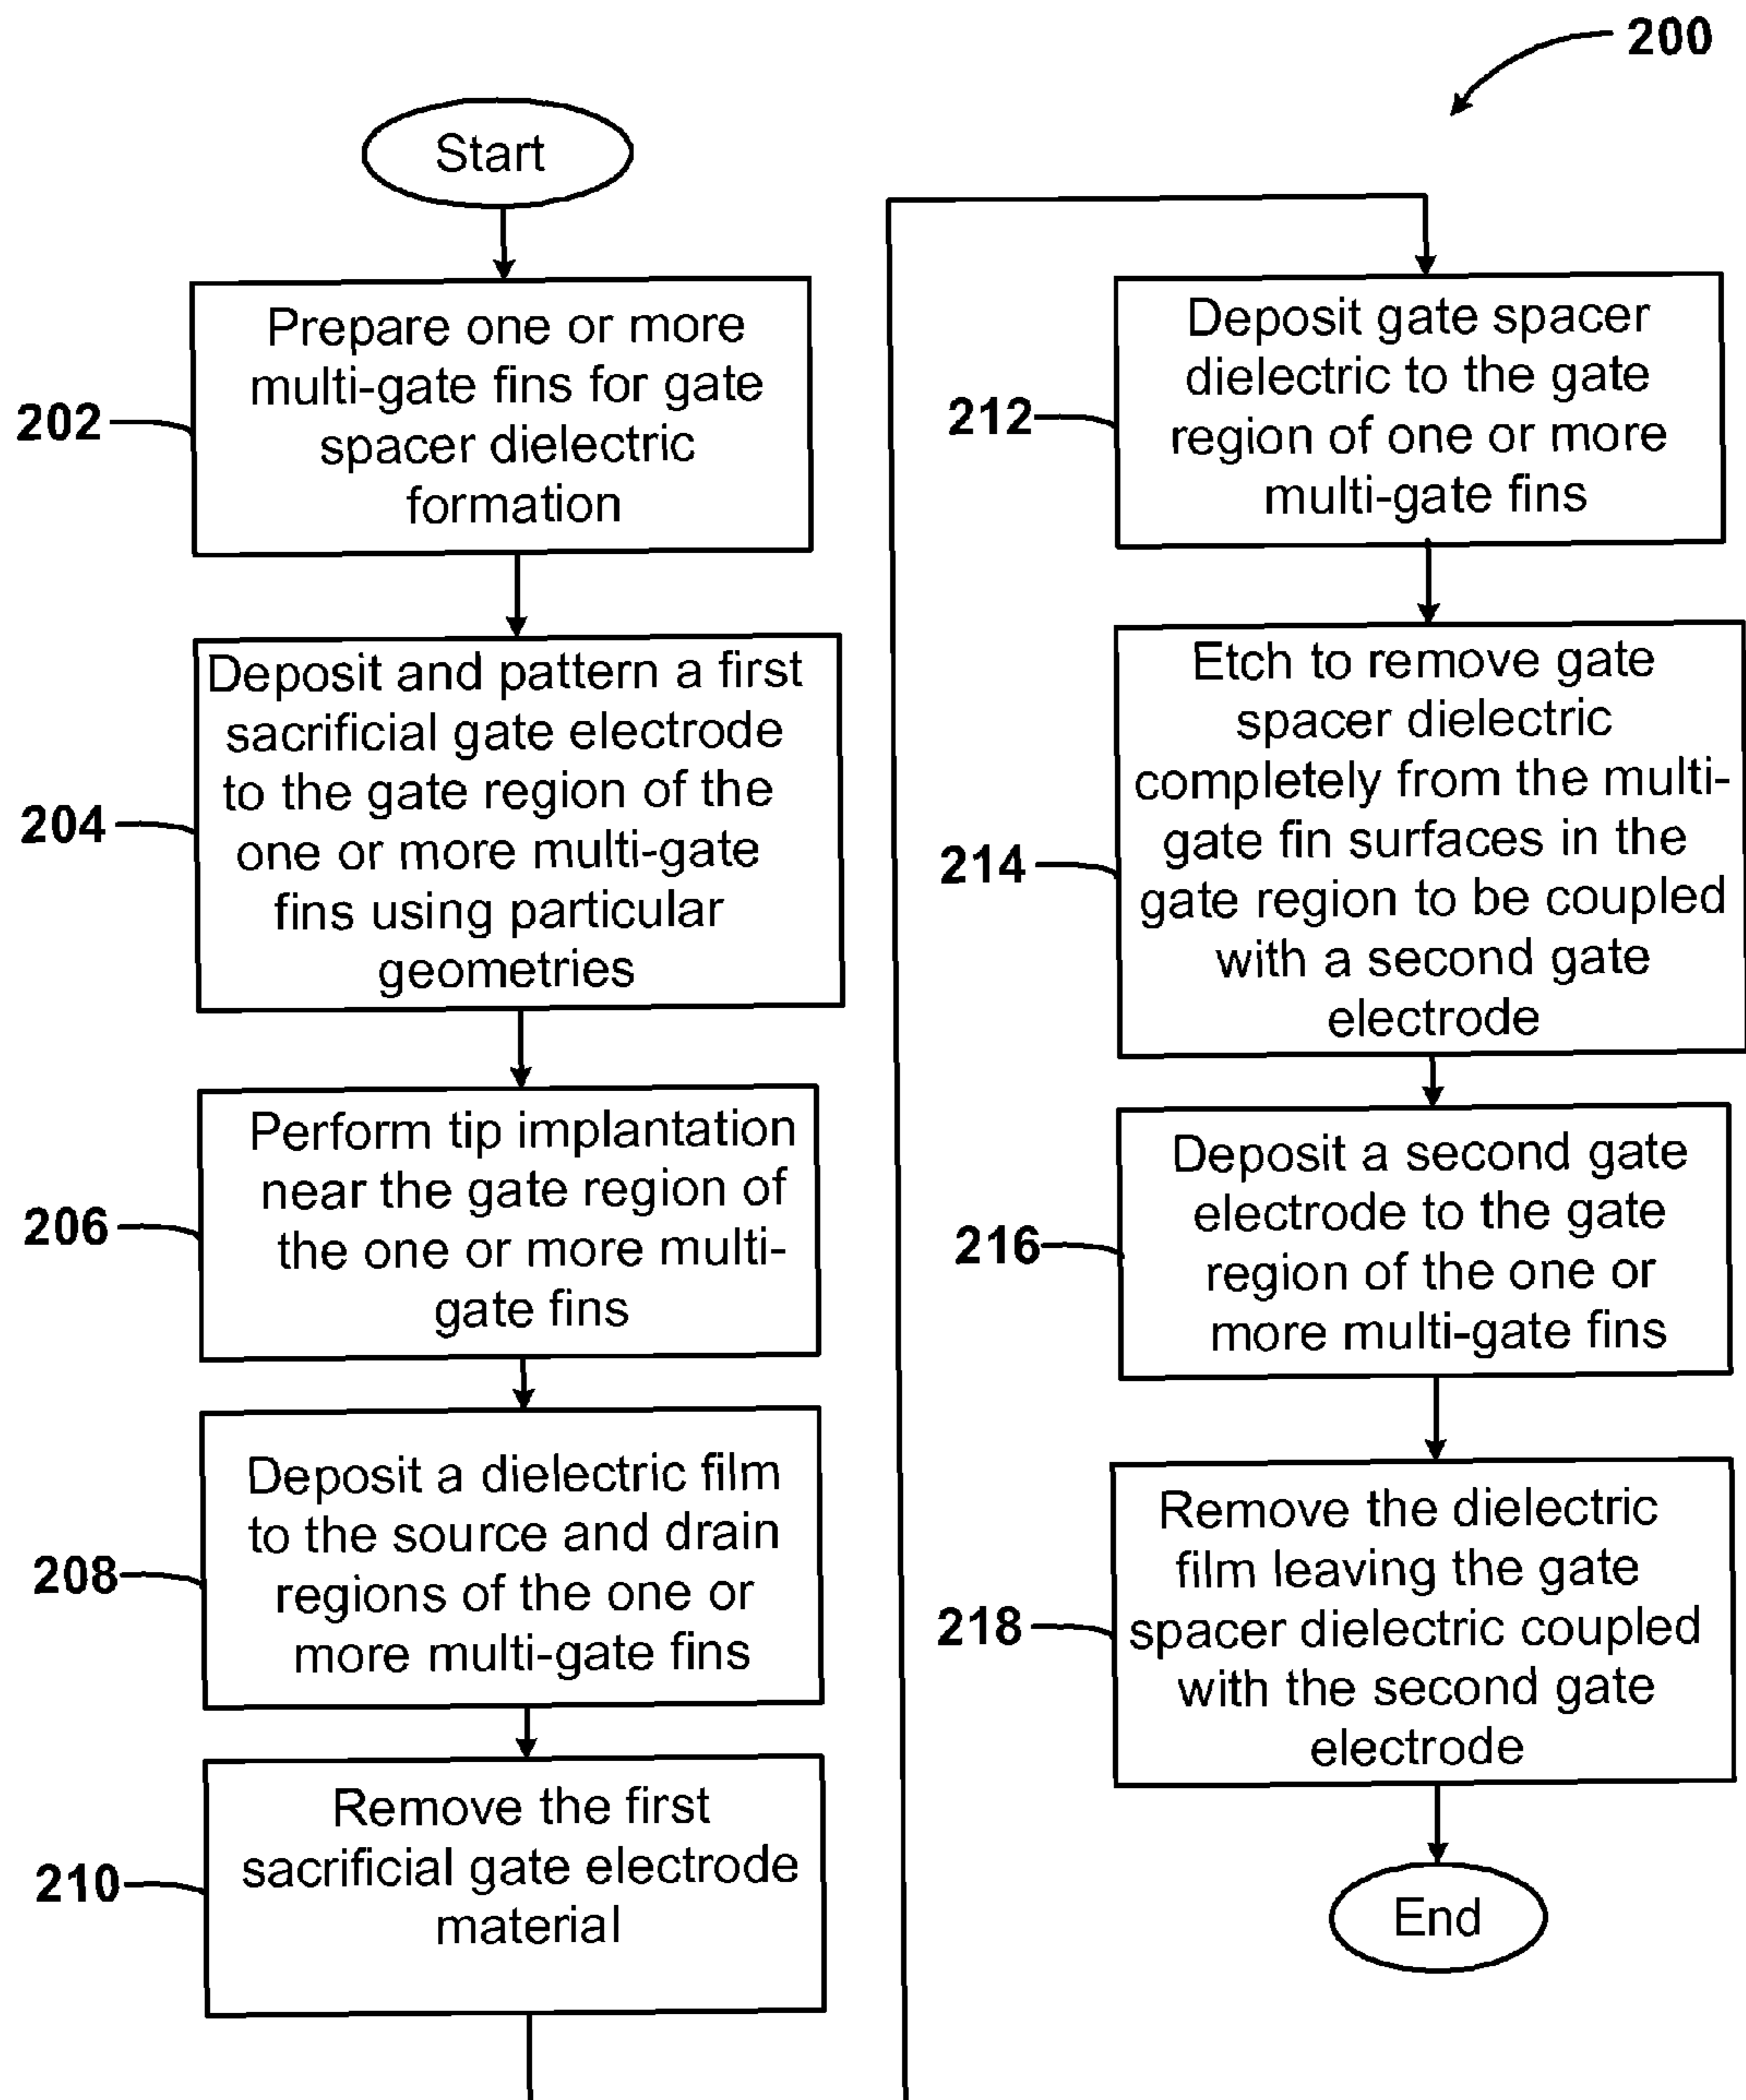 200
Start
202
Prepare one or more
multi-gate fins for gate
spacer dielectric
formation
204
Deposit and pattern a first
sacrificial gate electrode
to the gate region of the
one or more multi-gate
fins using particular
geometries
206
Perform tip implantation
near the gate region of
the one or more multi-
gate fins
208
Deposit a dielectric film
to the source and drain
regions of the one or
more multi-gate fins
210
Remove the first
sacrificial gate electrode
material
212
Deposit gate spacer
dielectric to the gate
region of one or more
multi-gate fins
214
Etch to remove gate
spacer dielectric
completely from the multi-
gate fin surfaces in the
gate region to be coupled
with a second gate
electrode
216
Deposit a second gate
electrode to the gate
region of the one or
more multi-gate fins
218
Remove the dielectric
film leaving the gate
spacer dielectric coupled
with the second gate
electrode
End